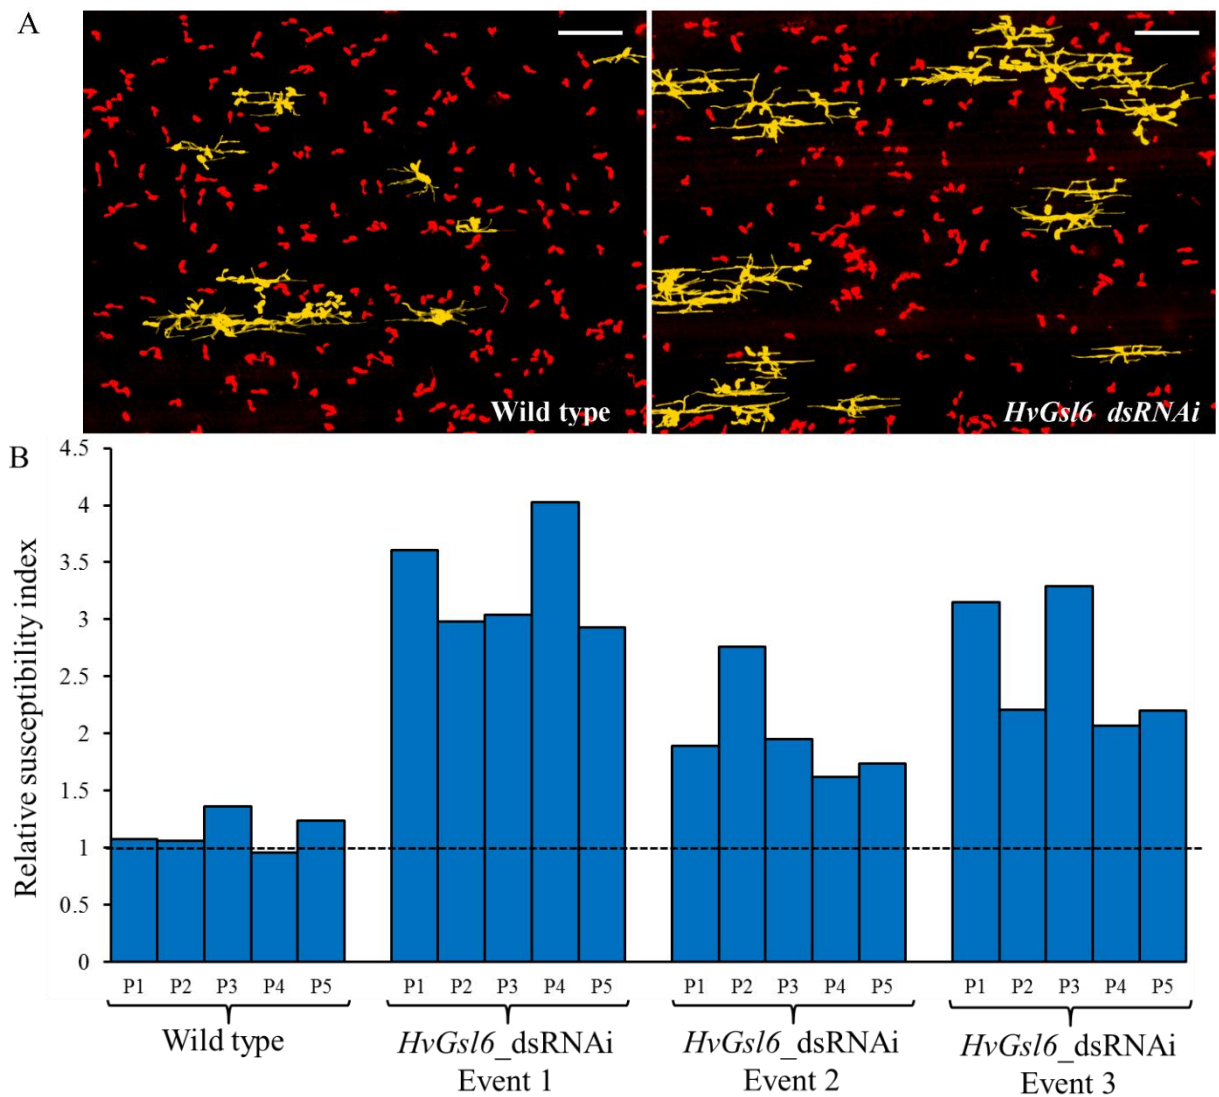 A
Wild type
HvGsl6 dsRNAi
B
Relative susceptibility index
4.5
4
3.5
3
2.5
2
1.5
1
0.5
0
P1 P2 P3 P4 P5
P1 P2 P3 P4 P5
P1 P2 P3 P4 P5
P1 P2 P3 P4 P5
Wild type
HvGsl6_dsRNAi
Event 1
HvGsl6_dsRNAi
Event 2
HvGsl6_dsRNAi
Event 3